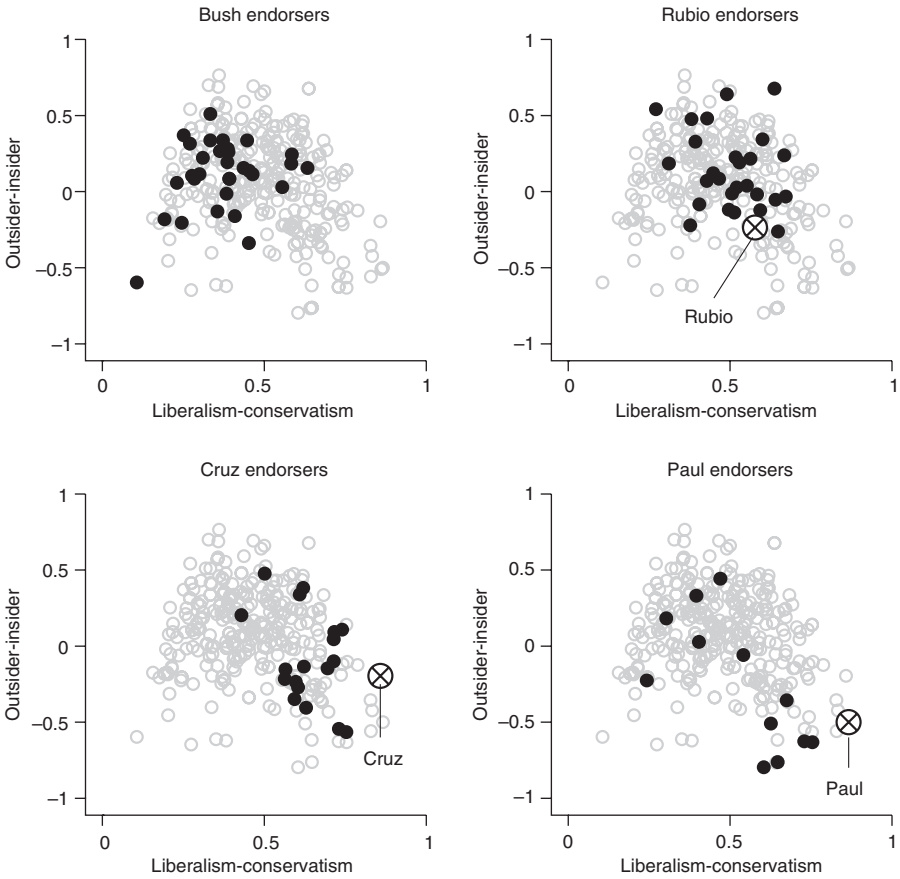 Bush endorsers
1
0.5
0
−0.5
−1
Outsider-insider
0 0.5 1
Liberalism-conservatism
Rubio endorsers
1
0.5
0
−0.5
−1
Outsider-insider
Rubio
0 0.5 1
Liberalism-conservatism
Cruz endorsers
1
0.5
0
−0.5
−1
Outsider-insider
Cruz
0 0.5 1
Liberalism-conservatism
Paul endorsers
1
0.5
0
−0.5
−1
Outsider-insider
Paul
0 0.5 1
Liberalism-conservatism